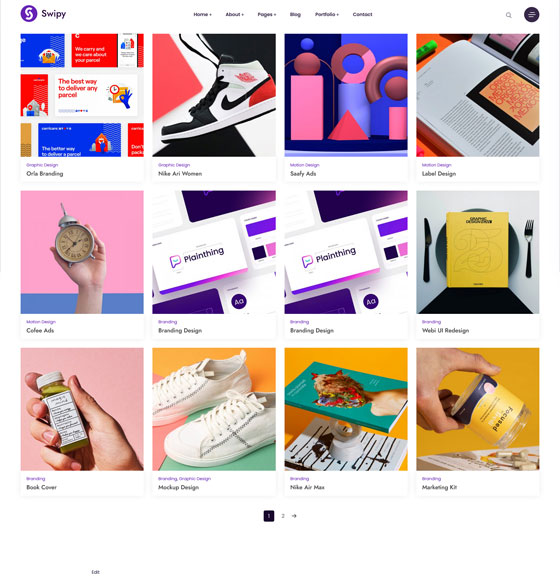 Swipy
Home +
About +
Pages +
Blog
Portfolio +
Contact
We carry and
we care about
your parcel
The best way
to deliver any
parcel
The better way
to deliver a parcel
Don't
Graphic Design
Orla Branding
Graphic Design
Nike Ari Women
Motion Design
Saafy Ads
Motion Design
Label Design
Plainthing
Aa
Plainthing
Aa
GRAPHIC
25
Motion Design
Cofee Ads
Branding
Branding Design
Branding
Branding Design
Branding
Webi UI Redesign
Focused
Branding
Book Cover
Branding, Graphic Design
Mockup Design
Branding
Nike Air Max
Branding
Marketing Kit
1
2
→
Edit